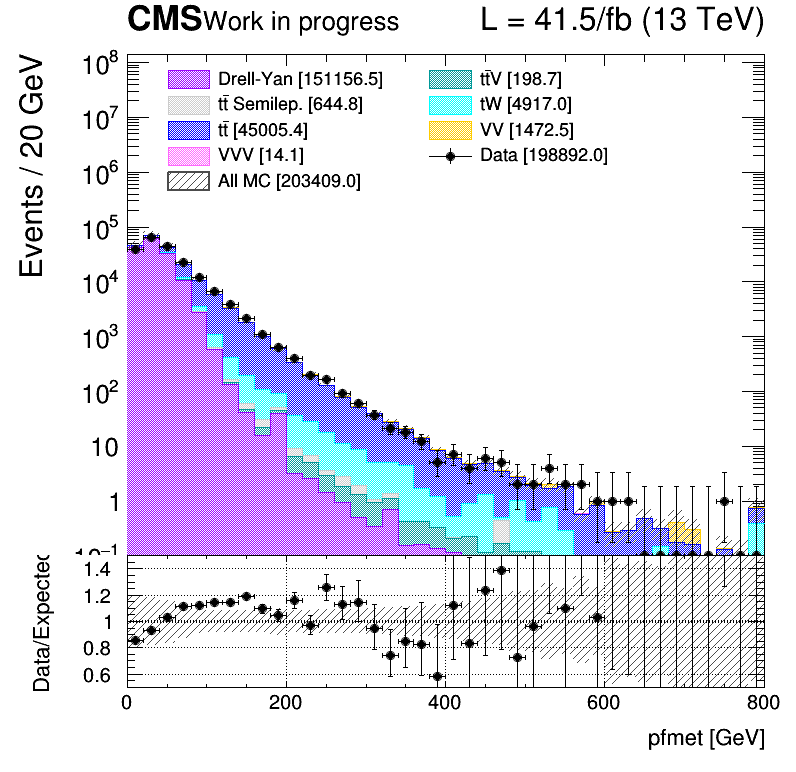 CMS Work in progress L = 41.5/fb (13 TeV)
Events / 20 GeV
10⁸
10⁷
10⁶
10⁵
10⁴
10³
10²
10
1
10⁻¹
Drell-Yan [151156.5]
tt̄ Semilep. [644.8]
tt̄ [45005.4]
VVV [14.1]
All MC [203409.0]
tt̄V [198.7]
tW [4917.0]
VV [1472.5]
Data [198892.0]
Data/Expected
1.4
1.2
1
0.8
0.6
0 200 400 600 800
pfmet [GeV]